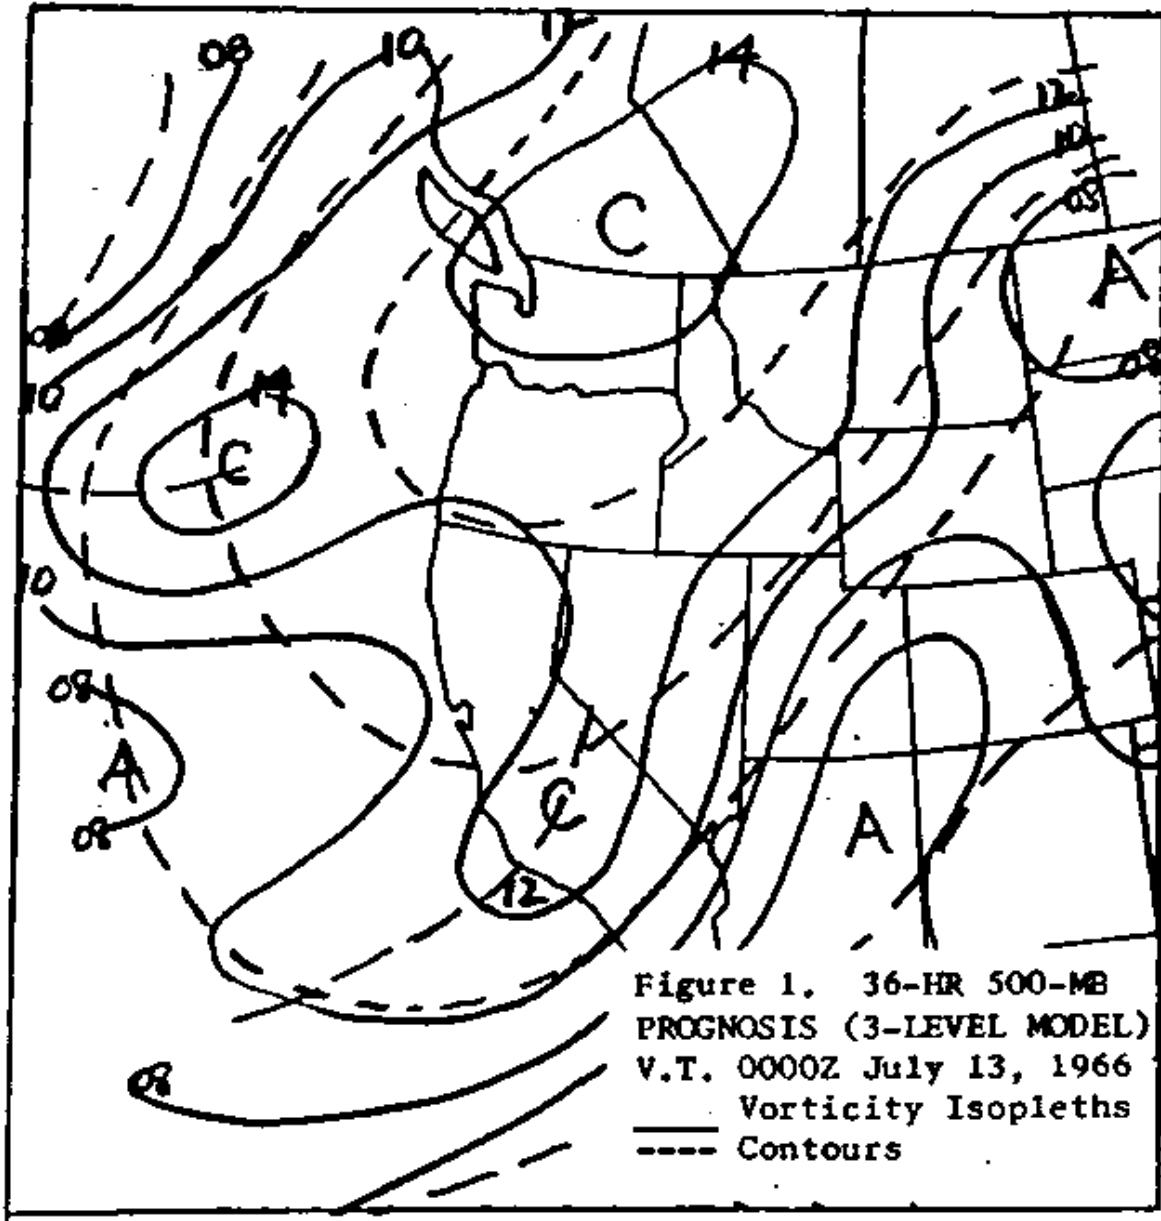 08
10
12
14
12
10
08
C
A
08
10
14
08
C
10
08
A
08
C
A
12
Figure 1. 36-HR 500-MB
PROGNOSIS (3-LEVEL MODEL)
V.T. 0000Z July 13, 1966
Vorticity Isopleths
Contours
08